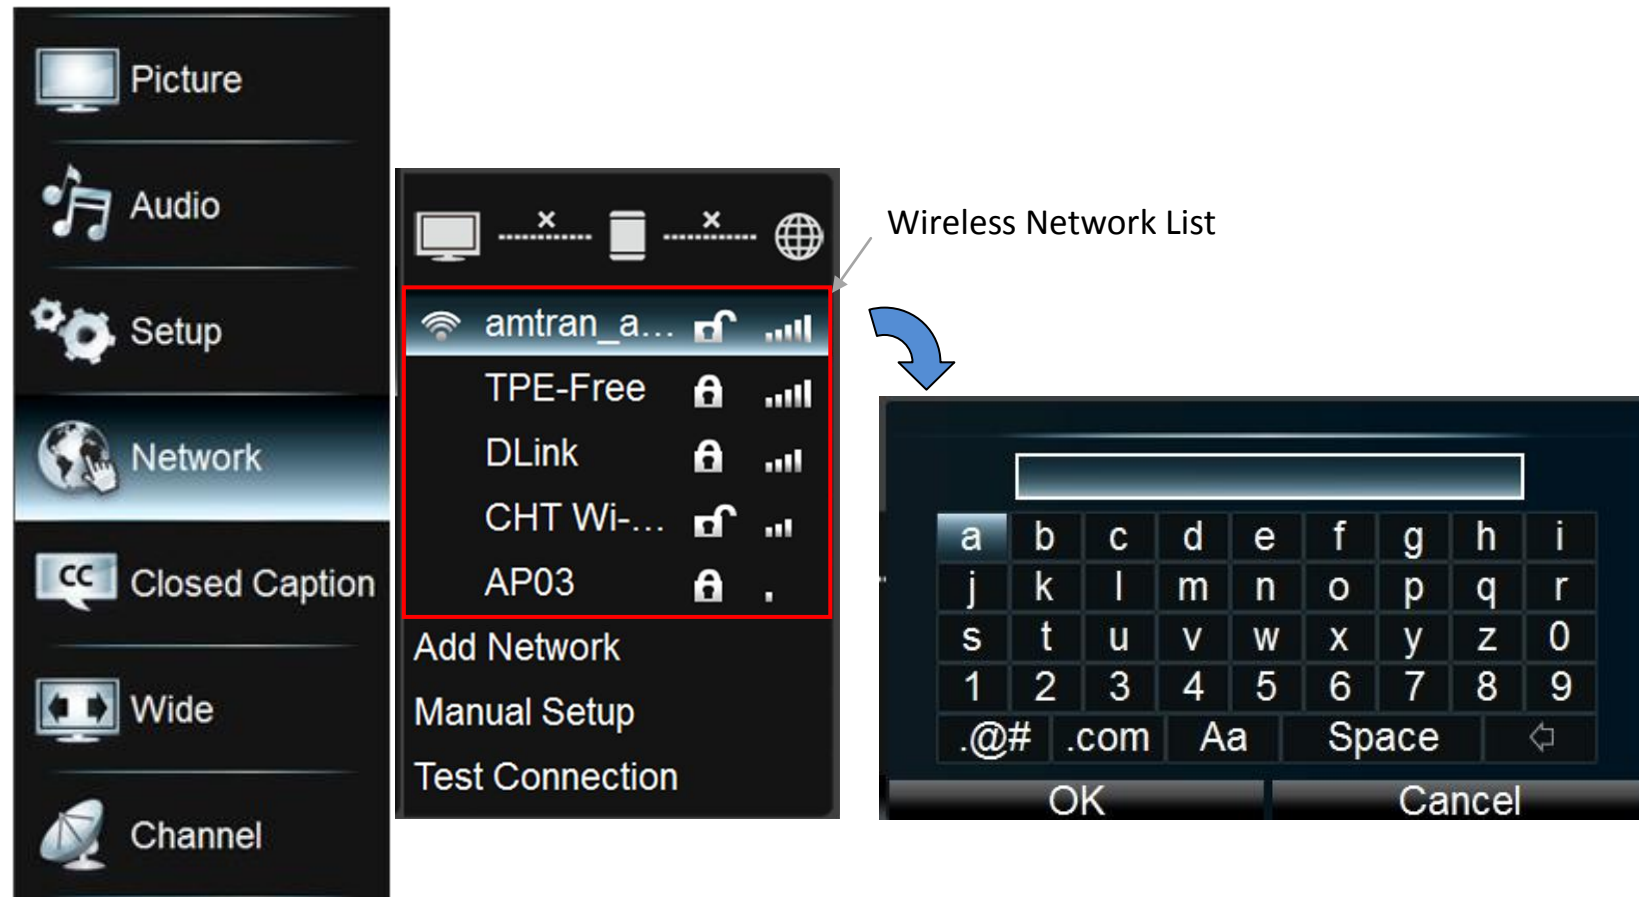 Picture
Audio
Setup
Network
CC Closed Caption
Wide
Channel
Wireless Network List
amtran_a...
TPE-Free
DLink
CHT Wi-...
AP03
Add Network
Manual Setup
Test Connection
a b c d e f g h i
j k l m n o p q r
s t u v w x y z 0
1 2 3 4 5 6 7 8 9
.@# .com Aa Space
OK Cancel